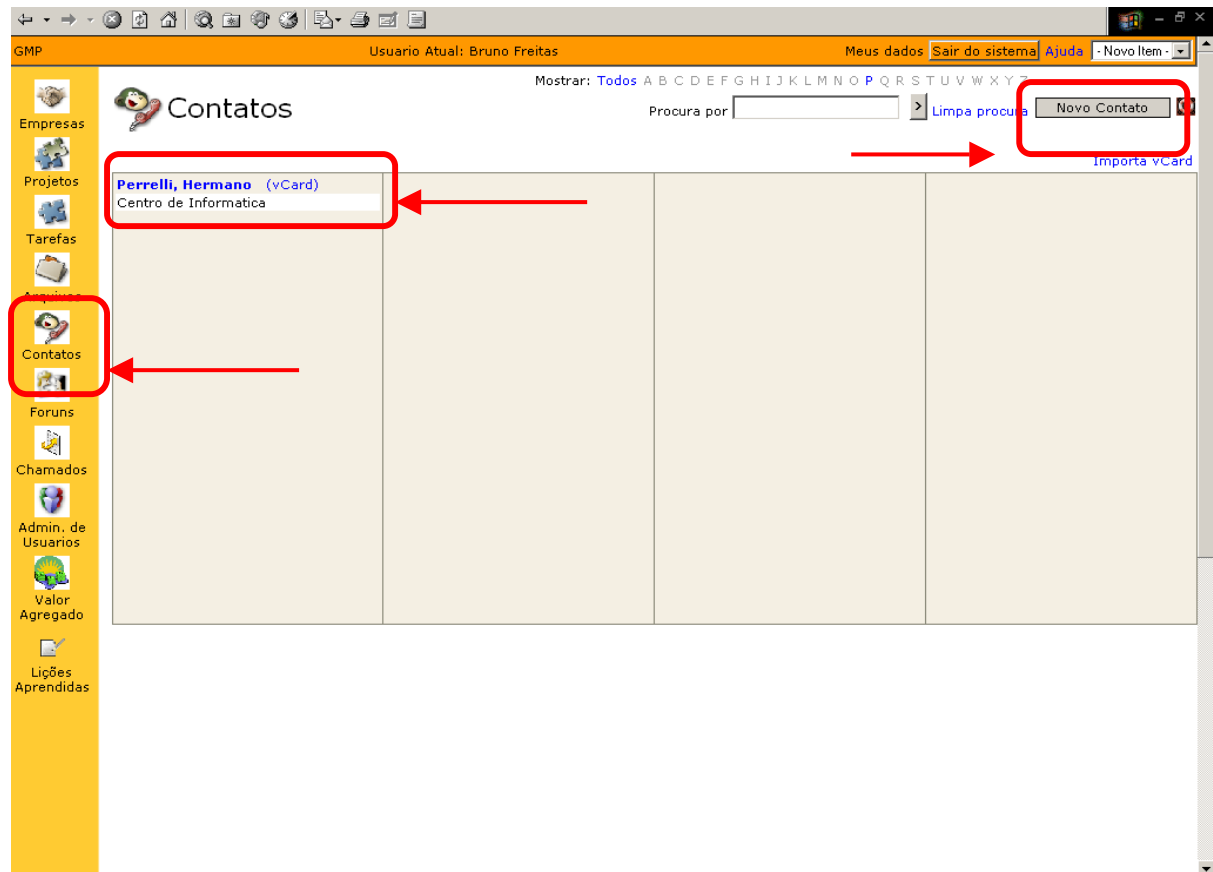 GMP Usuario Atual: Bruno Freitas Meus dados Sair do sistema Ajuda - Novo Item -
Mostrar: Todos A B C D E F G H I J K L M N O P Q R S T U V W X Y Z
Contatos
Procura por > Limpa procura Novo Contato
Importa vCard
Perrelli, Hermano (vCard)
Centro de Informatica
Empresas
Projetos
Tarefas
Arquivos
Contatos
Foruns
Chamados
Admin. de
Usuarios
Valor
Agregado
Lições
Aprendidas